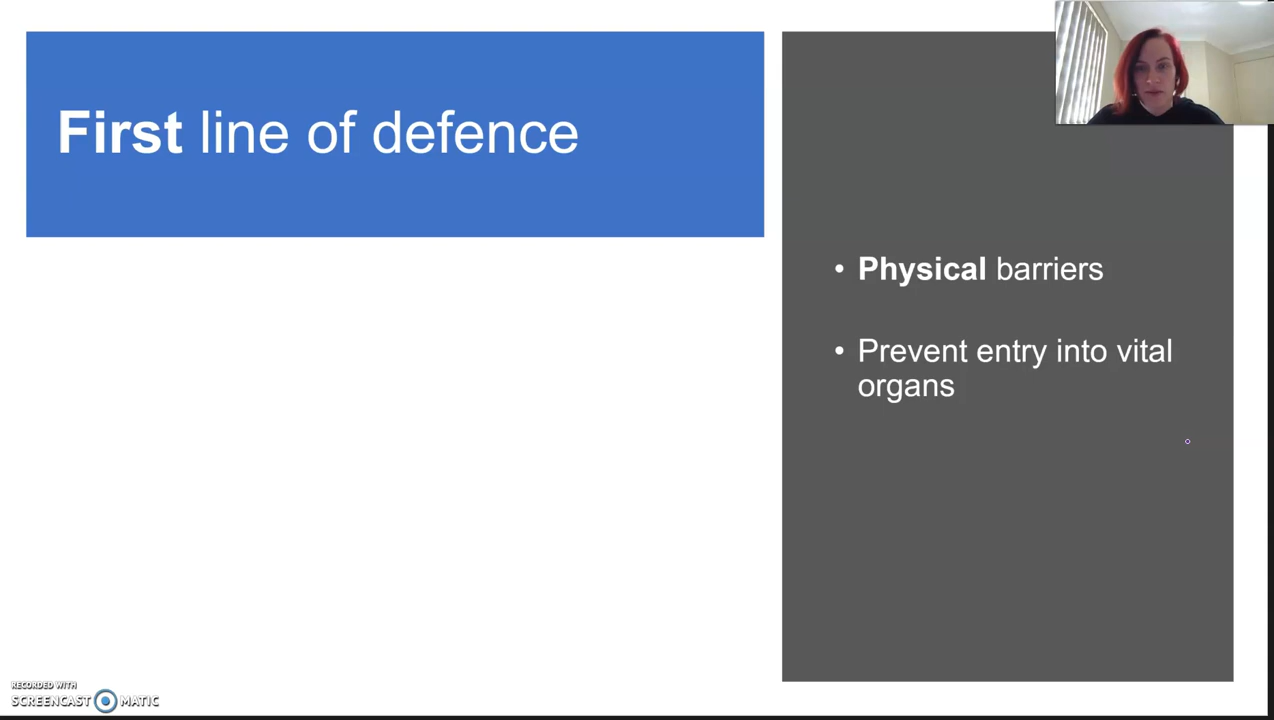 First line of defence
• Physical barriers
• Prevent entry into vital
organs
RECORDED WITH
SCREENCAST MATIC